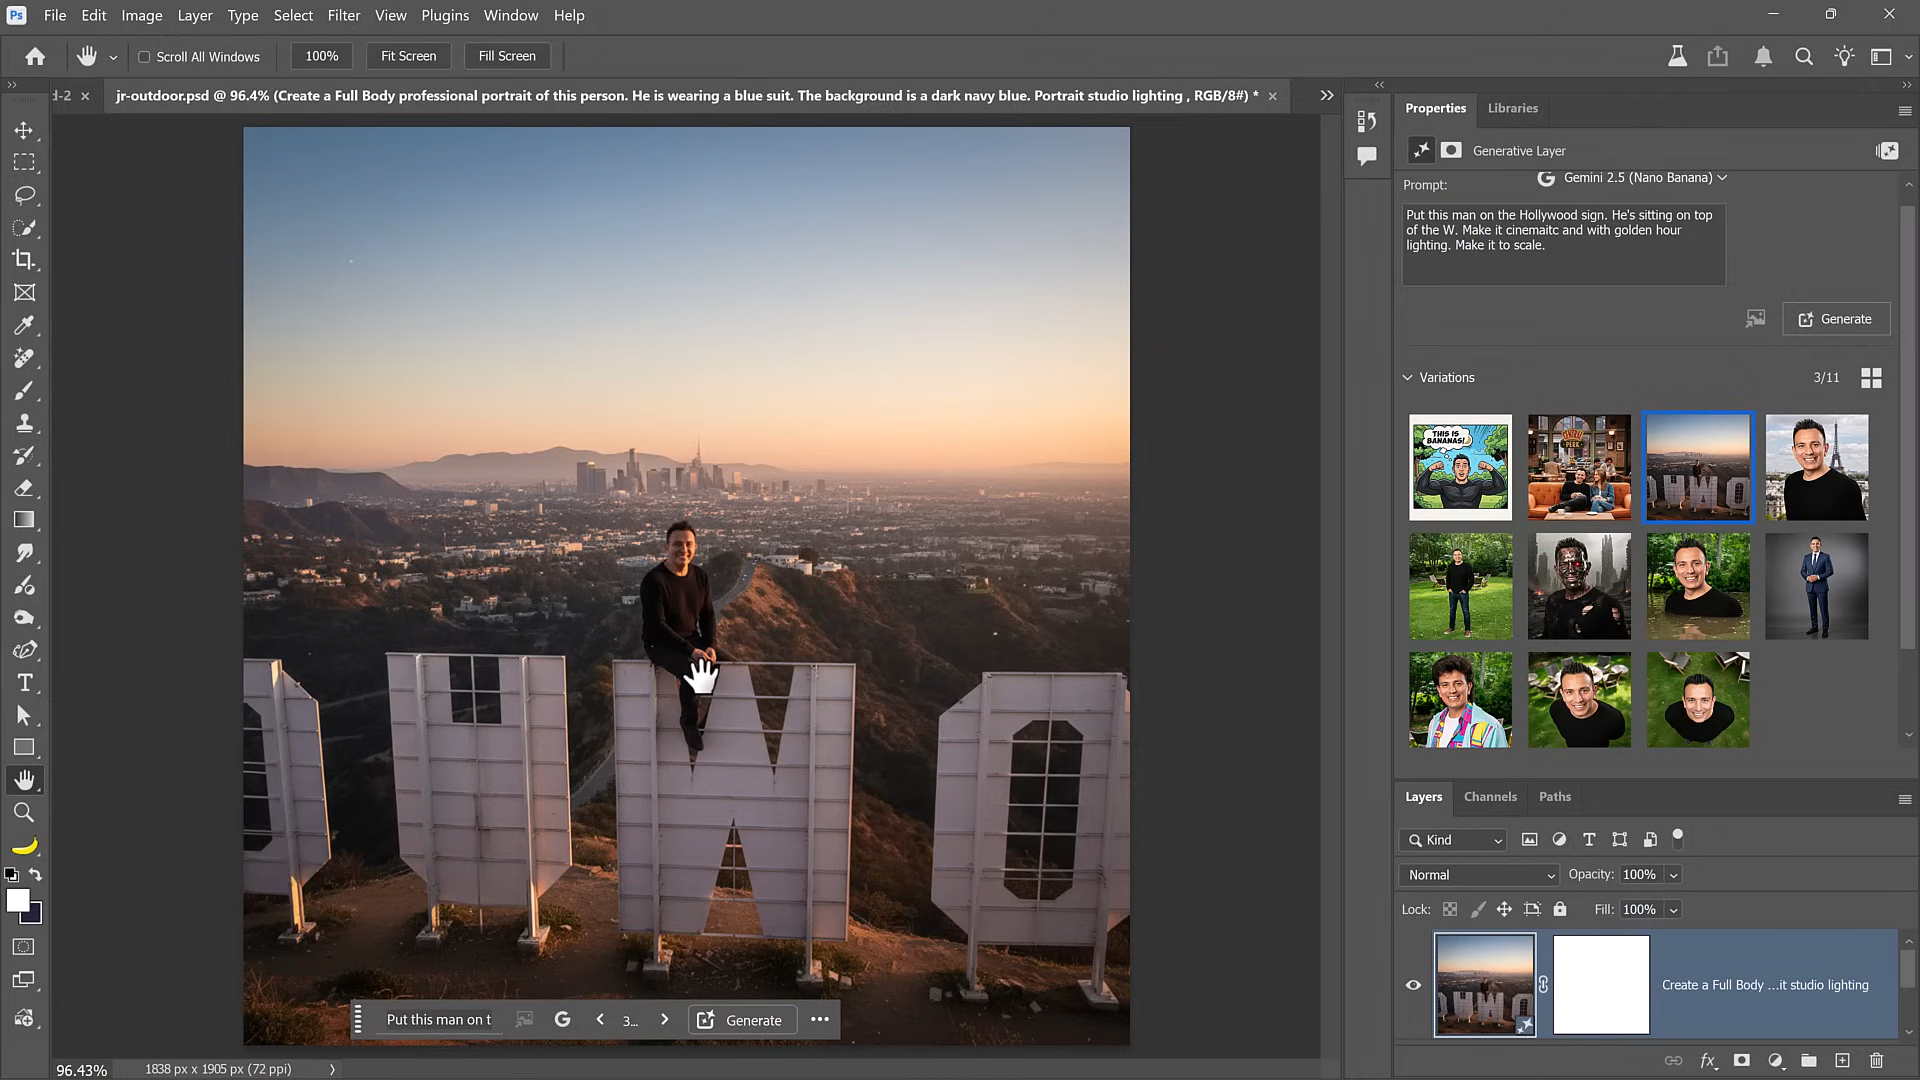 Ps File Edit Image Layer Type Select Filter View Plugins Window Help
Scroll All Windows 100% Fit Screen Fill Screen
d-2 jr-outdoor.psd @ 96.4% (Create a Full Body professional portrait of this person. He is wearing a blue suit. The background is a dark navy blue. Portrait studio lighting , RGB/8#) *
Properties Libraries
Generative Layer
Prompt: G Gemini 2.5 (Nano Banana)
Put this man on the Hollywood sign. He's sitting on top
of the W. Make it cinemaitc and with golden hour
lighting. Make it to scale.
Generate
Variations 3/11
THIS IS
BANANAS!
CENTRAL
PERK
Layers Channels Paths
Kind
Normal Opacity: 100%
Lock: Fill: 100%
Create a Full Body ...it studio lighting
Put this man on t G 3... Generate
fx
96.43% 1838 px x 1905 px (72 ppi)